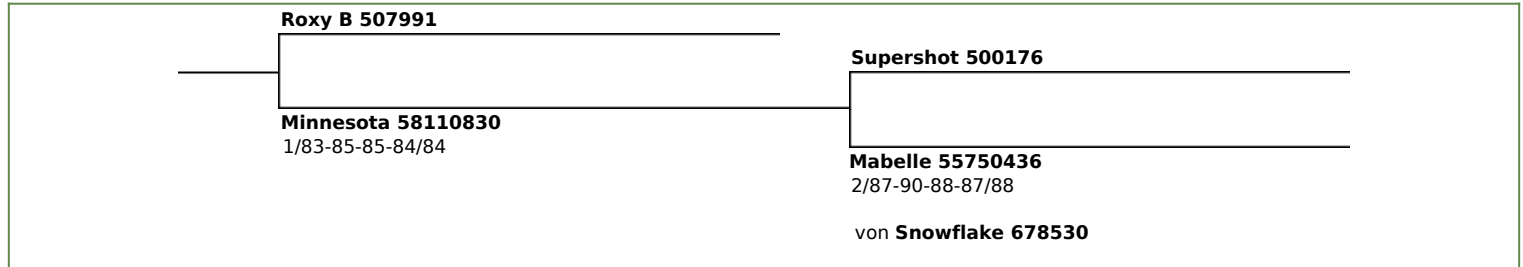 Roxy B 507991
Supershot 500176
Minnesota 58110830
1/83-85-85-84/84
Mabelle 55750436
2/87-90-88-87/88
von Snowflake 678530